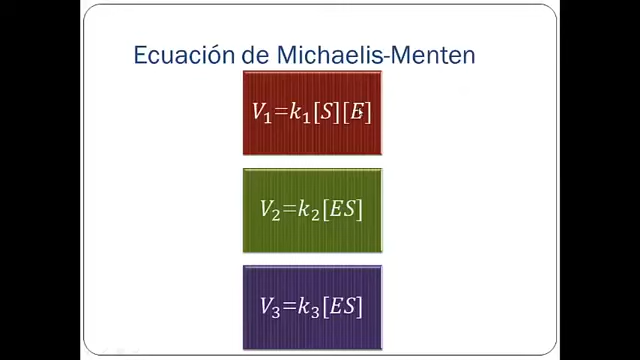 Ecuación de Michaelis-Menten
V₁=k₁[S][E]
V₂=k₂[ES]
V₃=k₃[ES]